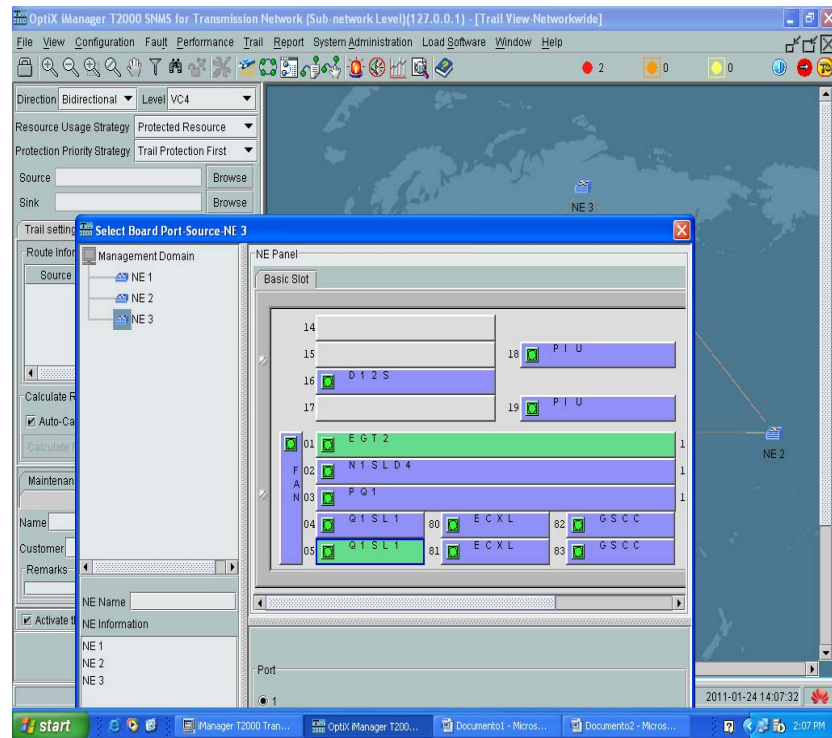 OptiX iManager T2000 SNMS for Transmission Network (Sub-network Level)(127.0.0.1) - [Trail View-Networkwide]
File View Configuration Fault Performance Trail Report System Administration Load Software Window Help
2 0 0
Direction Bidirectional Level VC4
Resource Usage Strategy Protected Resource
Protection Priority Strategy Trail Protection First
Source Browse
Sink Browse
NE 3
NE 2
Trail setting
Route Infor
Source
Calculate R
Auto-Ca
Calculate
Maintenan
Name
Customer
Remarks
Activate t
Select Board Port-Source-NE 3
Management Domain
NE 1
NE 2
NE 3
NE Name
NE Information
NE 1
NE 2
NE 3
NE Panel
Basic Slot
14
15
18 PIU
16 D12S
17
19 PIU
FAN
01 EGT2 1
02 N1SLD4 1
03 PQ1 1
04 Q1SL1 80 ECXL 82 GSCC
05 Q1SL1 81 ECXL 83 GSCC
Port
1
2011-01-24 14:07:32
start iManager T2000 Tran... OptiX iManager T200... Documento1 - Micros... Documento2 - Micros... 2:07 PM